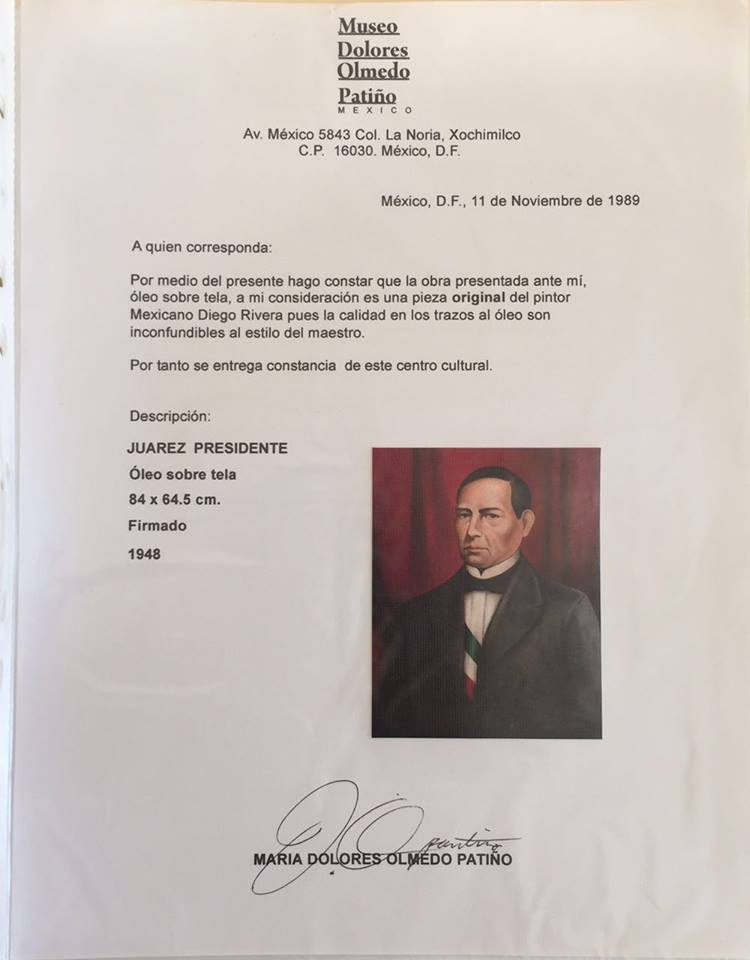 Museo
Dolores
Olmedo
Patiño
MEXICO
Av. México 5843 Col. La Noria, Xochimilco
C.P. 16030. México, D.F.
México, D.F., 11 de Noviembre de 1989
A quien corresponda:
Por medio del presente hago constar que la obra presentada ante mí,
óleo sobre tela, a mi consideración es una pieza original del pintor
Mexicano Diego Rivera pues la calidad en los trazos al óleo son
inconfundibles al estilo del maestro.
Por tanto se entrega constancia de este centro cultural.
Descripción:
JUAREZ PRESIDENTE
Óleo sobre tela
84 x 64.5 cm.
Firmado
1948
MARIA DOLORES OLMEDO PATIÑO